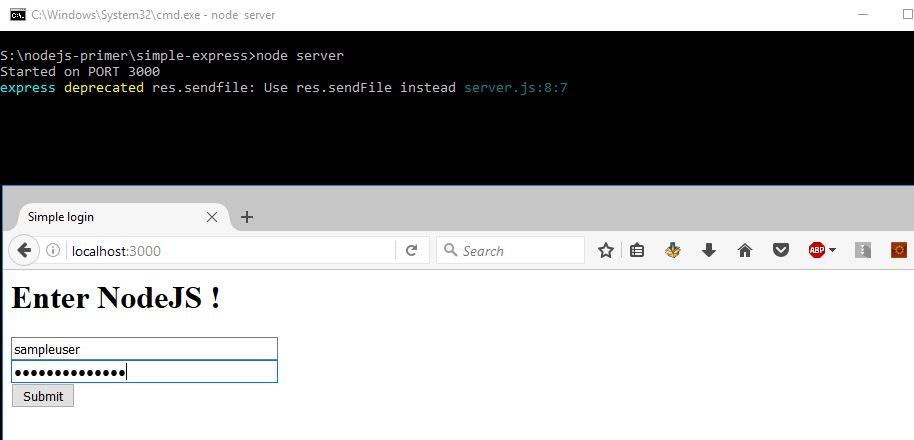 C:\Windows\System32\cmd.exe - node server
S:\nodejs-primer\simple-express>node server
Started on PORT 3000
express deprecated res.sendfile: Use res.sendFile instead server.js:8:7
Simple login
localhost:3000
Search
ABP
Enter NodeJS !
sampleuser
••••••••••••••
Submit